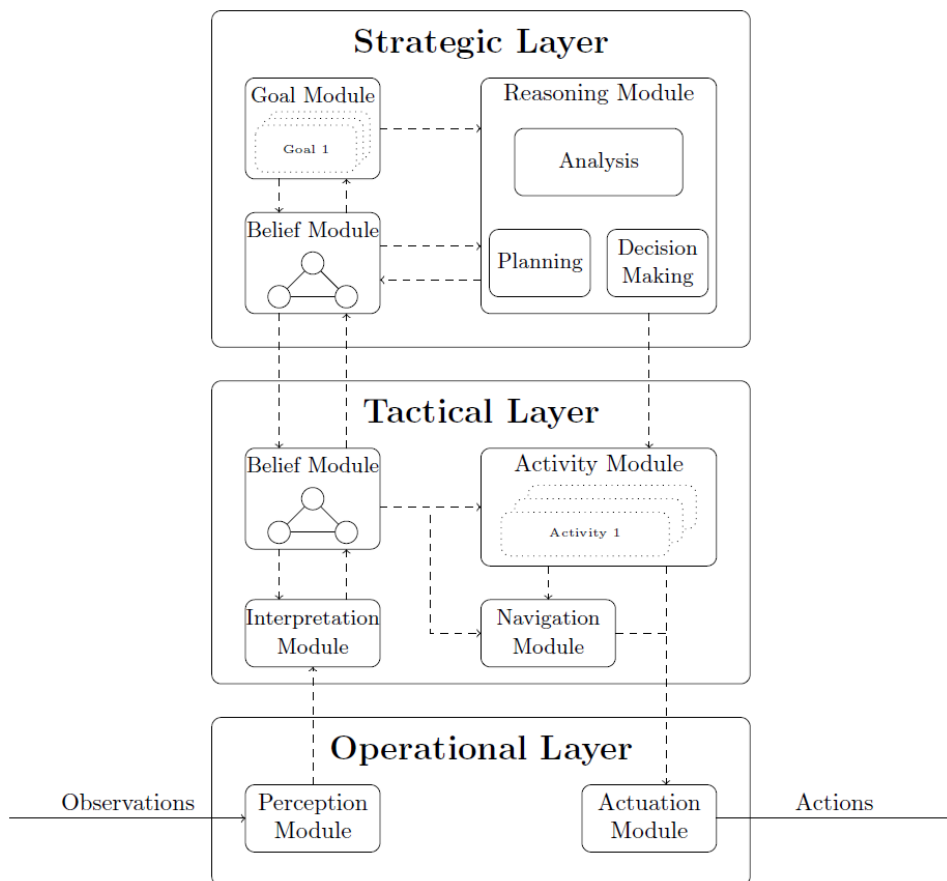 Strategic Layer
Goal Module
Goal 1
Reasoning Module
Analysis
Belief Module
Planning
Decision
Making
Tactical Layer
Belief Module
Activity Module
Activity 1
Interpretation
Module
Navigation
Module
Operational Layer
Observations
Perception
Module
Actuation
Module
Actions